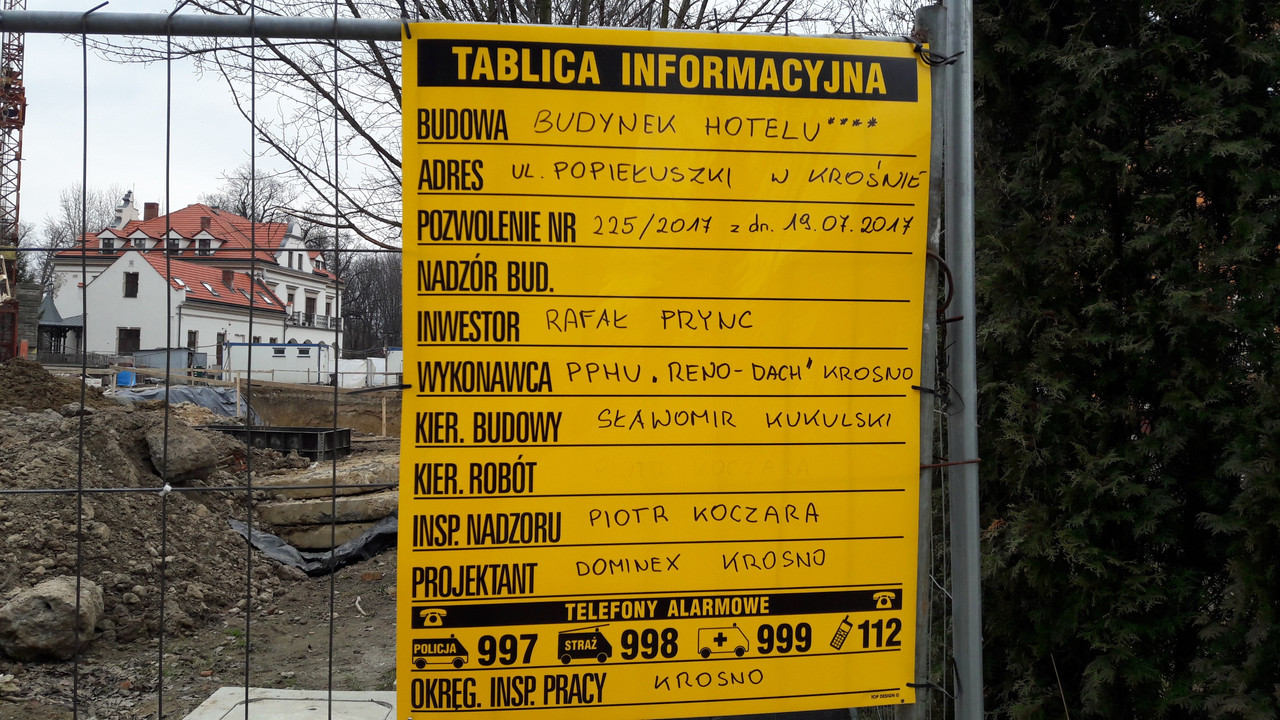 TABLICA INFORMACYJNA
BUDOWA BUDYNEK HOTELU****
ADRES UL. POPIEŁUSZKI W KROŚNIE
POZWOLENIE NR 225/2017 z dn. 19.07.2017
NADZÓR BUD.
INWESTOR RAFAŁ PRYNC
WYKONAWCA PPHU „RENO-DACH" KROSNO
KIER. BUDOWY SŁAWOMIR KUKULSKI
KIER. ROBÓT
INSP. NADZORU PIOTR KOCZARA
PROJEKTANT DOMINEX KROSNO
TELEFONY ALARMOWE
POLICJA 997 STRAŻ 998 999 112
OKRĘG. INSP. PRACY KROSNO
TOP DESIGN ©